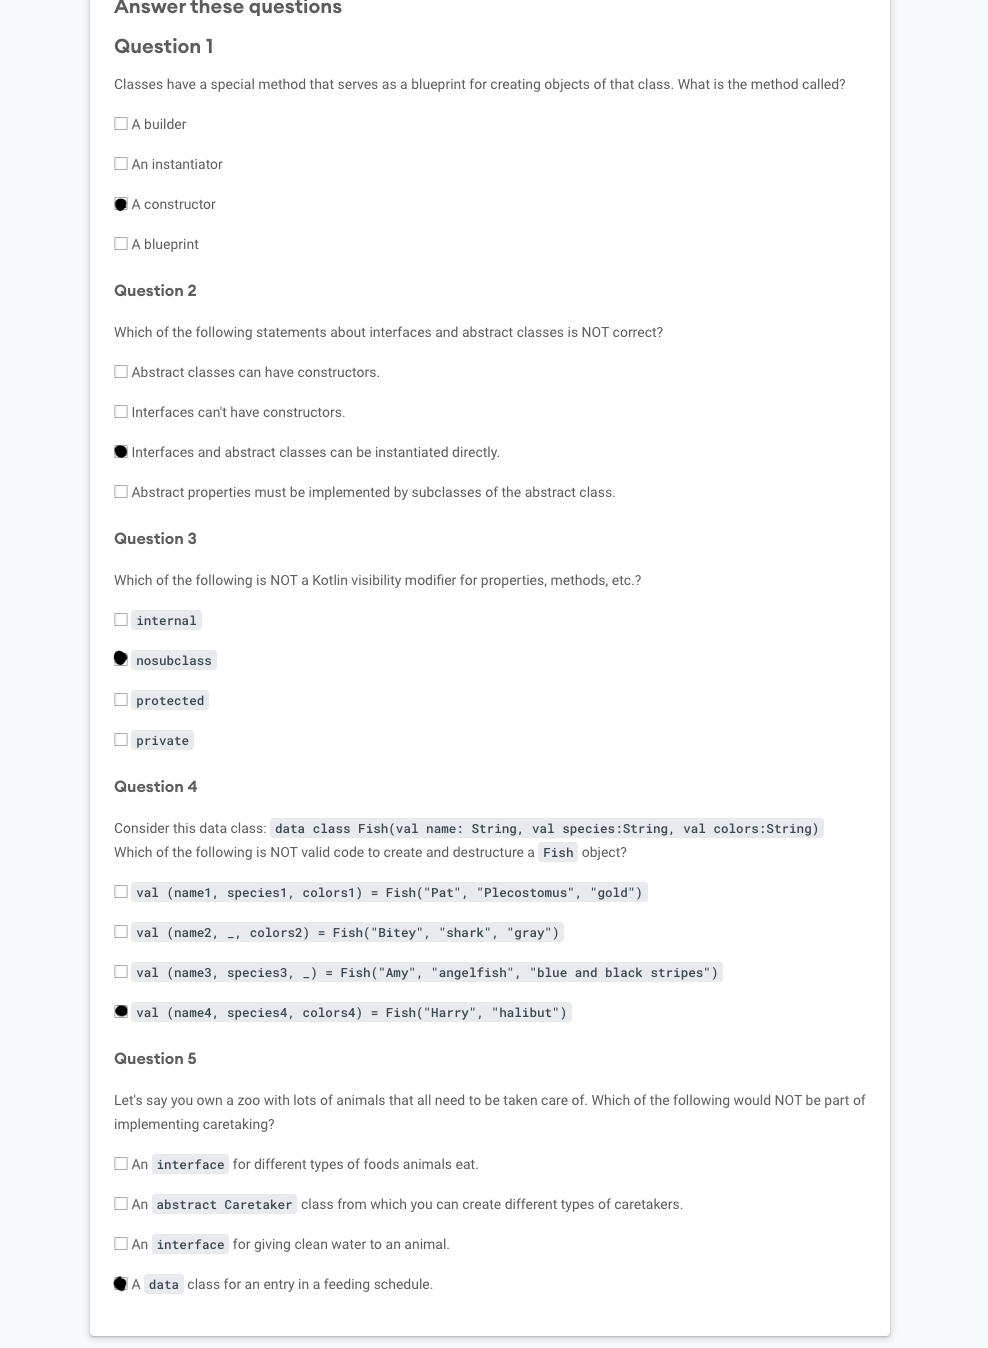 Answer these questions
Question 1
Classes have a special method that serves as a blueprint for creating objects of that class. What is the method called?
A builder
An instantiator
A constructor
A blueprint
Question 2
Which of the following statements about interfaces and abstract classes is NOT correct?
Abstract classes can have constructors.
Interfaces can't have constructors.
Interfaces and abstract classes can be instantiated directly.
Abstract properties must be implemented by subclasses of the abstract class.
Question 3
Which of the following is NOT a Kotlin visibility modifier for properties, methods, etc.?
internal
nosubclass
protected
private
Question 4
Consider this data class: data class Fish(val name: String, val species:String, val colors:String)
Which of the following is NOT valid code to create and destructure a Fish object?
val (name1, species1, colors1) = Fish("Pat", "Plecostomus", "gold")
val (name2, _, colors2) = Fish("Bitey", "shark", "gray")
val (name3, species3, _) = Fish("Amy", "angelfish", "blue and black stripes")
val (name4, species4, colors4) = Fish("Harry", "halibut")
Question 5
Let's say you own a zoo with lots of animals that all need to be taken care of. Which of the following would NOT be part of
implementing caretaking?
An interface for different types of foods animals eat.
An abstract Caretaker class from which you can create different types of caretakers.
An interface for giving clean water to an animal.
A data class for an entry in a feeding schedule.